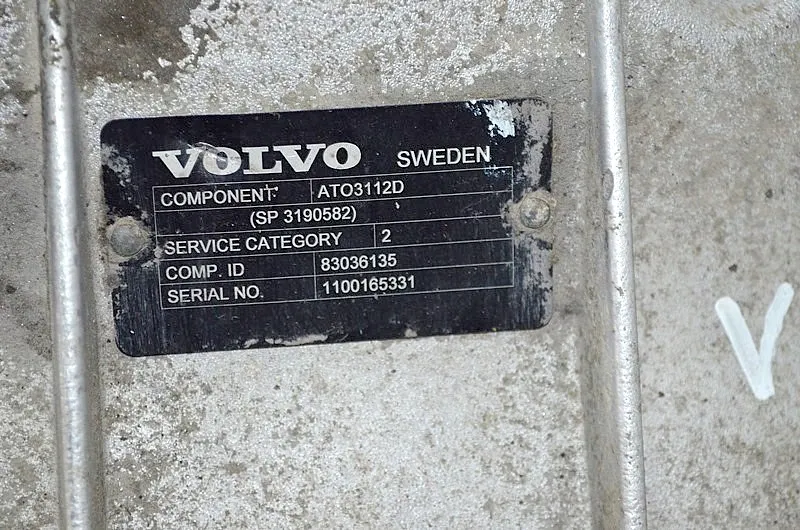 VOLVO SWEDEN
COMPONENT: ATO3112D
(SP 3190582)
SERVICE CATEGORY 2
COMP. ID 83036135
SERIAL NO. 1100165331
V